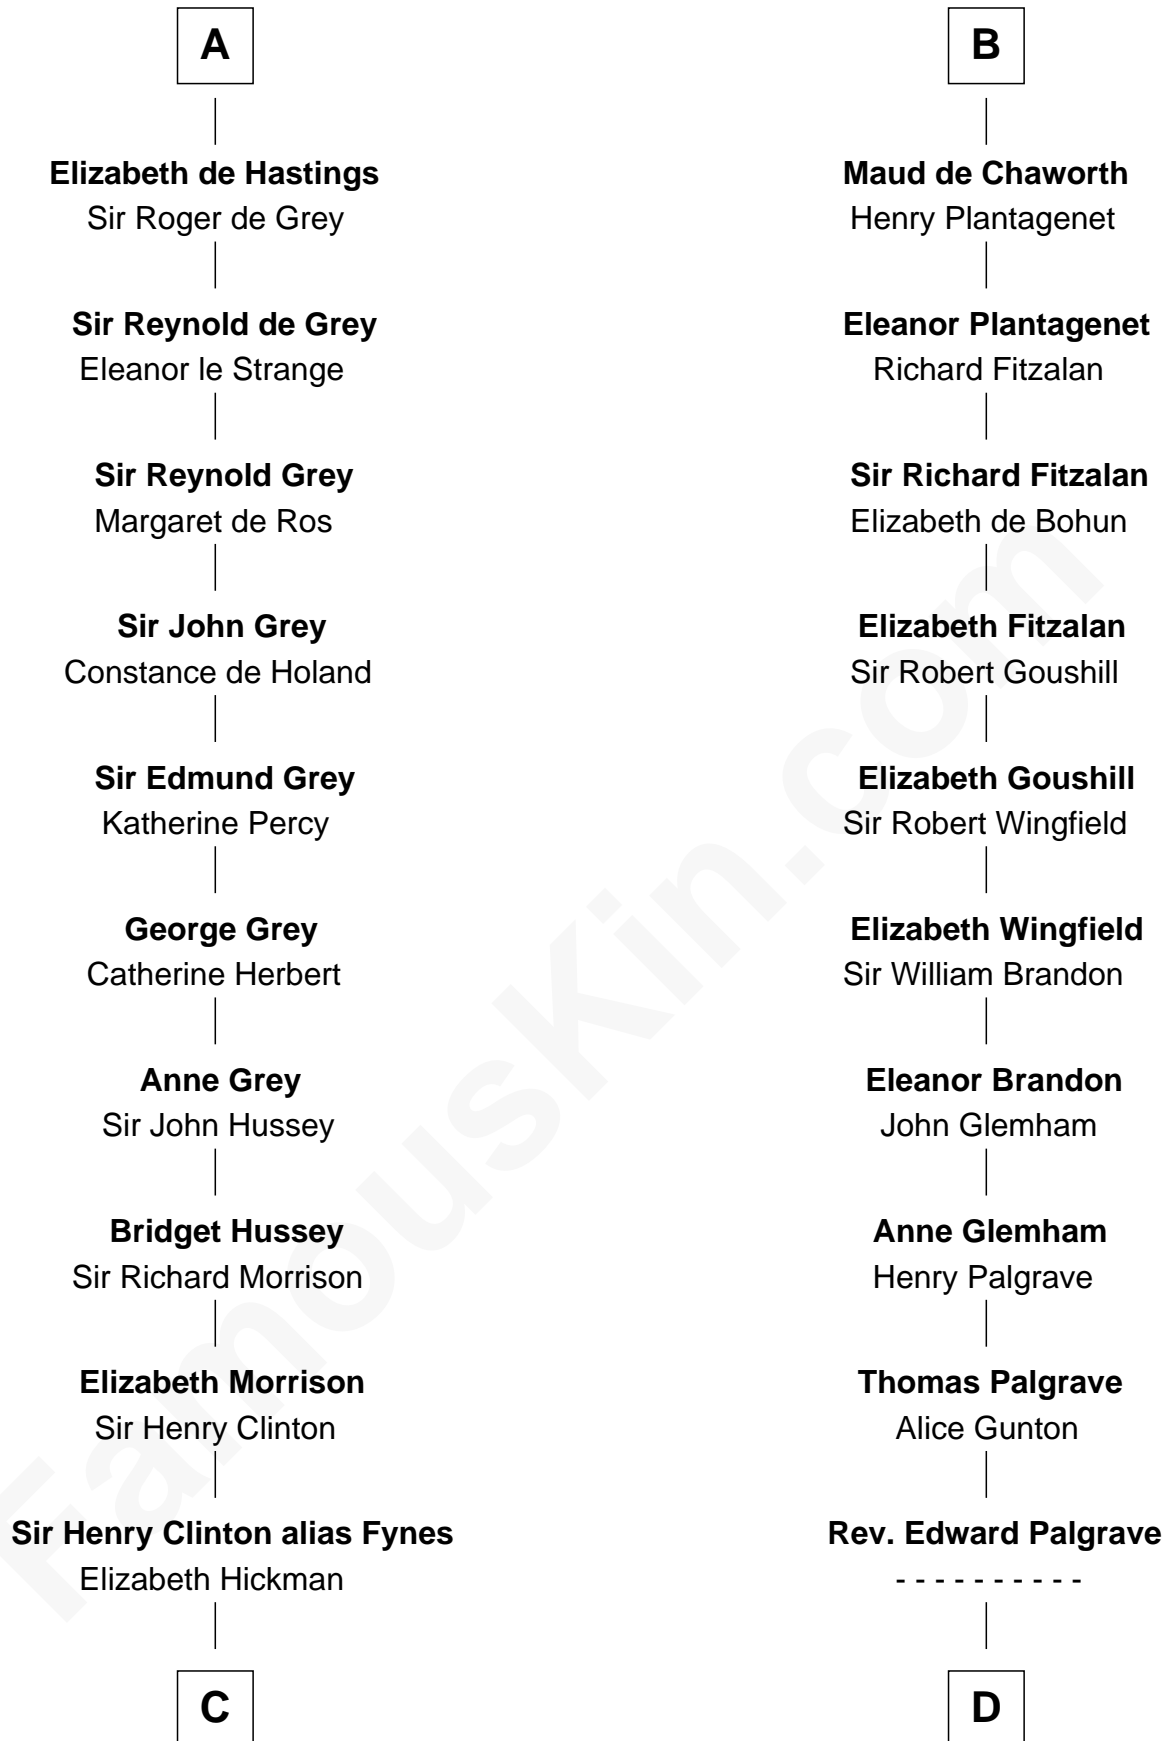 A
Elizabeth de Hastings
Sir Roger de Grey
Sir Reynold de Grey
Eleanor le Strange
Sir Reynold Grey
Margaret de Ros
Sir John Grey
Constance de Holand
Sir Edmund Grey
Katherine Percy
George Grey
Catherine Herbert
Anne Grey
Sir John Hussey
Bridget Hussey
Sir Richard Morrison
Elizabeth Morrison
Sir Henry Clinton
Sir Henry Clinton alias Fynes
Elizabeth Hickman
C
B
Maud de Chaworth
Henry Plantagenet
Eleanor Plantagenet
Richard Fitzalan
Sir Richard Fitzalan
Elizabeth de Bohun
Elizabeth Fitzalan
Sir Robert Goushill
Elizabeth Goushill
Sir Robert Wingfield
Elizabeth Wingfield
Sir William Brandon
Eleanor Brandon
John Glemham
Anne Glemham
Henry Palgrave
Thomas Palgrave
Alice Gunton
Rev. Edward Palgrave
- - - - - - - - - -
D
FamousKin.com